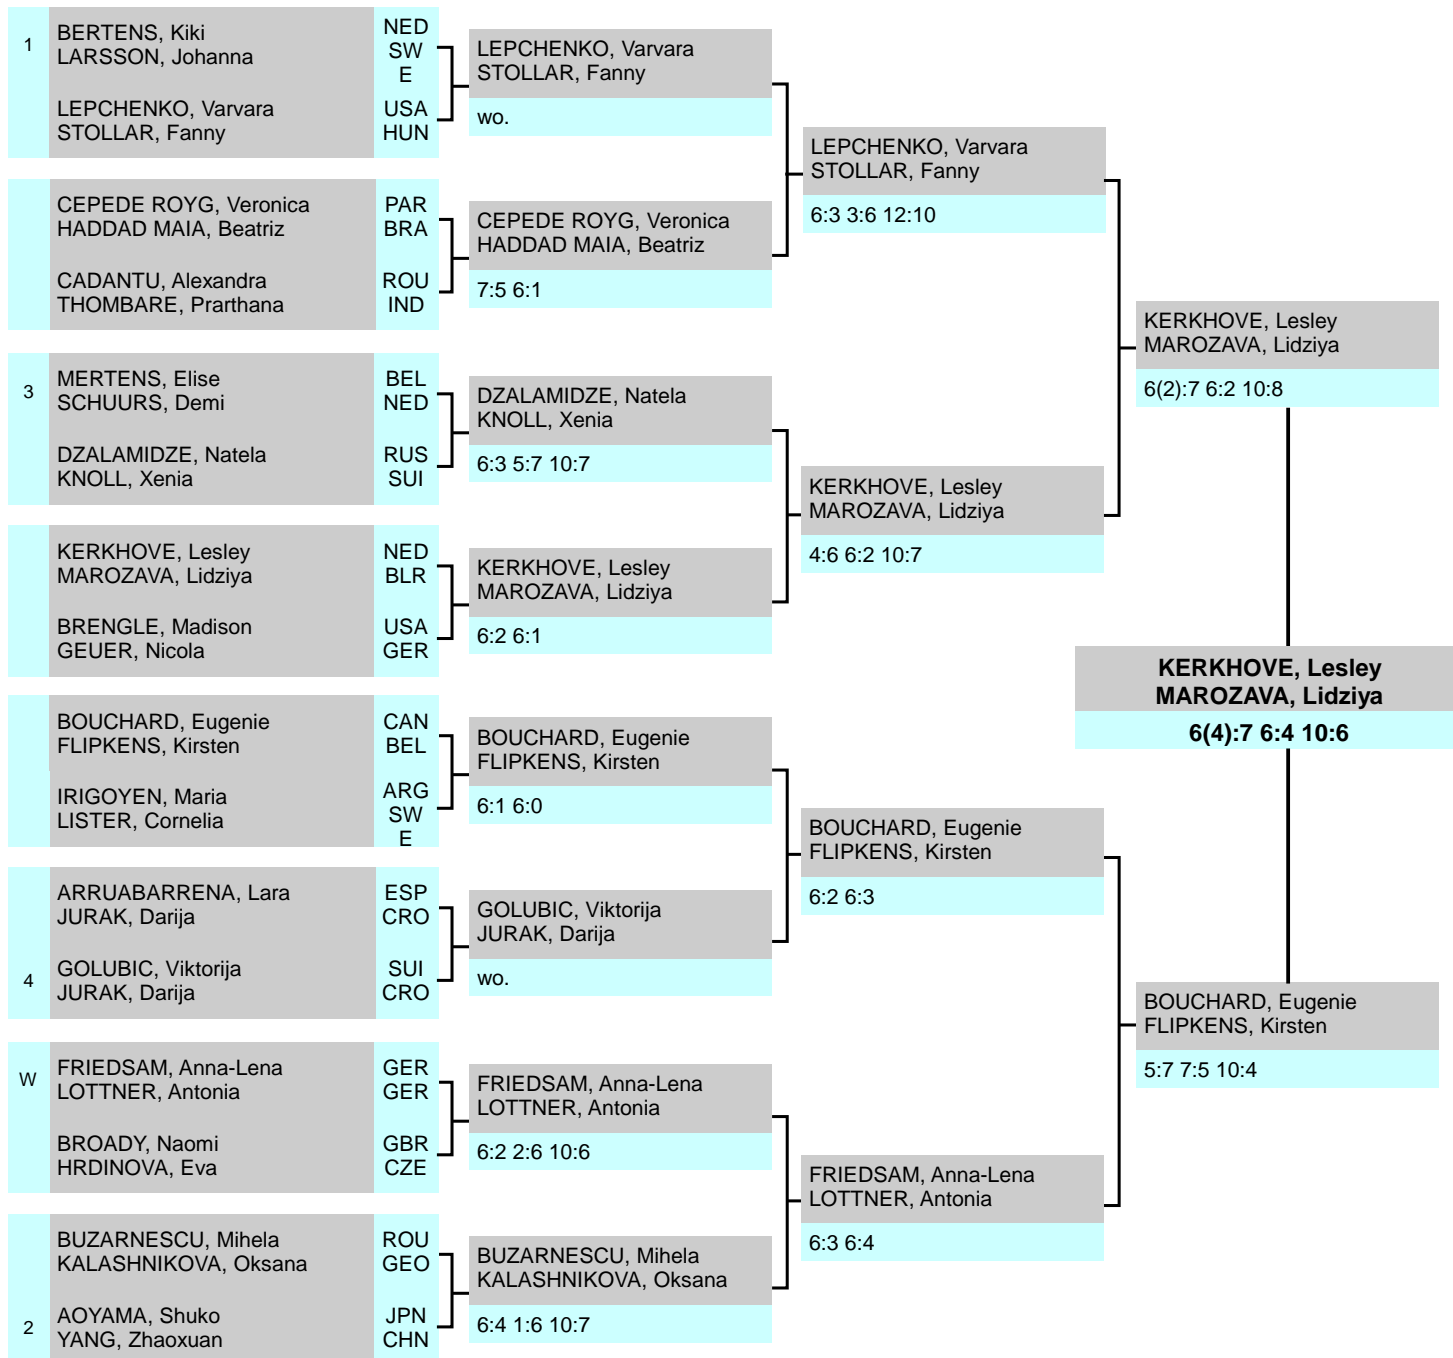 1
BERTENS, Kiki
LARSSON, Johanna
NED
SW
E
LEPCHENKO, Varvara
STOLLAR, Fanny
USA
HUN
CEPEDE ROYG, Veronica
HADDAD MAIA, Beatriz
PAR
BRA
CADANTU, Alexandra
THOMBARE, Prarthana
ROU
IND
3
MERTENS, Elise
SCHUURS, Demi
BEL
NED
DZALAMIDZE, Natela
KNOLL, Xenia
RUS
SUI
KERKHOVE, Lesley
MAROZAVA, Lidziya
NED
BLR
BRENGLE, Madison
GEUER, Nicola
USA
GER
BOUCHARD, Eugenie
FLIPKENS, Kirsten
CAN
BEL
IRIGOYEN, Maria
LISTER, Cornelia
ARG
SW
E
ARRUABARRENA, Lara
JURAK, Darija
ESP
CRO
4
GOLUBIC, Viktorija
JURAK, Darija
SUI
CRO
W
FRIEDSAM, Anna-Lena
LOTTNER, Antonia
GER
GER
BROADY, Naomi
HRDINOVA, Eva
GBR
CZE
BUZARNESCU, Mihela
KALASHNIKOVA, Oksana
ROU
GEO
2
AOYAMA, Shuko
YANG, Zhaoxuan
JPN
CHN
LEPCHENKO, Varvara
STOLLAR, Fanny
wo.
CEPEDE ROYG, Veronica
HADDAD MAIA, Beatriz
7:5 6:1
DZALAMIDZE, Natela
KNOLL, Xenia
6:3 5:7 10:7
KERKHOVE, Lesley
MAROZAVA, Lidziya
6:2 6:1
BOUCHARD, Eugenie
FLIPKENS, Kirsten
6:1 6:0
GOLUBIC, Viktorija
JURAK, Darija
wo.
FRIEDSAM, Anna-Lena
LOTTNER, Antonia
6:2 2:6 10:6
BUZARNESCU, Mihela
KALASHNIKOVA, Oksana
6:4 1:6 10:7
LEPCHENKO, Varvara
STOLLAR, Fanny
6:3 3:6 12:10
KERKHOVE, Lesley
MAROZAVA, Lidziya
4:6 6:2 10:7
BOUCHARD, Eugenie
FLIPKENS, Kirsten
6:2 6:3
FRIEDSAM, Anna-Lena
LOTTNER, Antonia
6:3 6:4
KERKHOVE, Lesley
MAROZAVA, Lidziya
6(2):7 6:2 10:8
BOUCHARD, Eugenie
FLIPKENS, Kirsten
5:7 7:5 10:4
KERKHOVE, Lesley
MAROZAVA, Lidziya
6(4):7 6:4 10:6